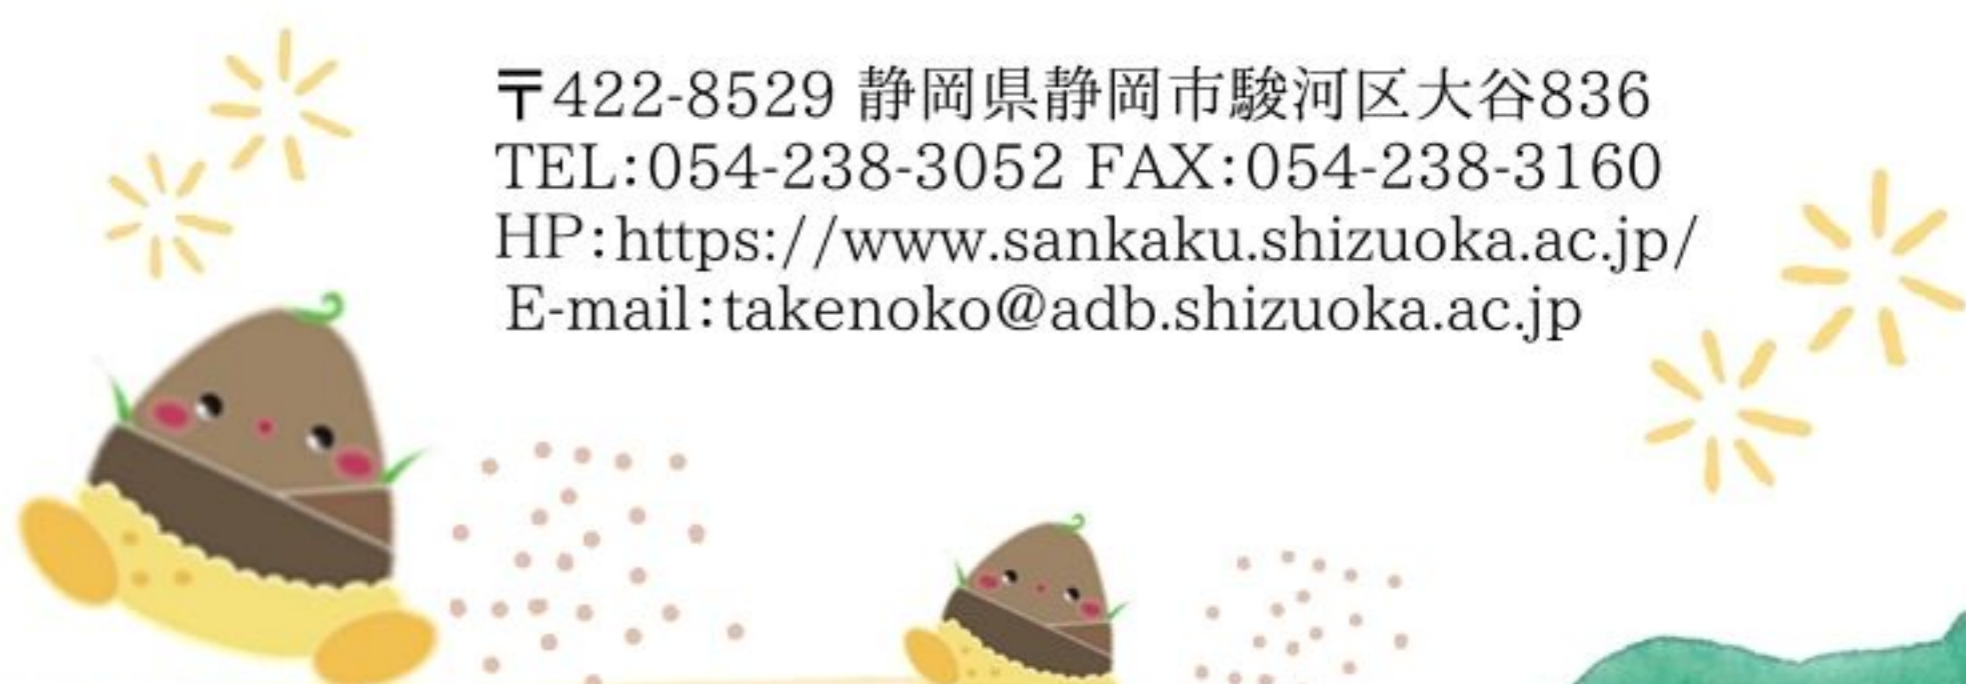 〒422-8529 静岡県静岡市駿河区大谷836
TEL:054-238-3052 FAX:054-238-3160
HP:https://www.sankaku.shizuoka.ac.jp/
E-mail:takenoko@adb.shizuoka.ac.jp